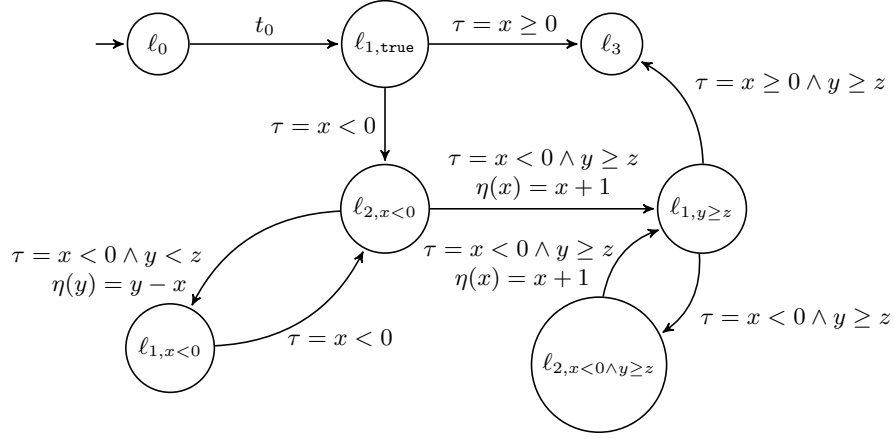 ℓ₀
t₀
ℓ₁,true
τ = x ≥ 0
ℓ₃
τ = x < 0
τ = x ≥ 0 ∧ y ≥ z
ℓ₂,x<0
τ = x < 0 ∧ y ≥ z
η(x) = x + 1
ℓ₁,y≥z
τ = x < 0 ∧ y < z
η(y) = y − x
τ = x < 0 ∧ y ≥ z
η(x) = x + 1
ℓ₁,x<0
τ = x < 0
ℓ₂,x<0∧y≥z
τ = x < 0 ∧ y ≥ z